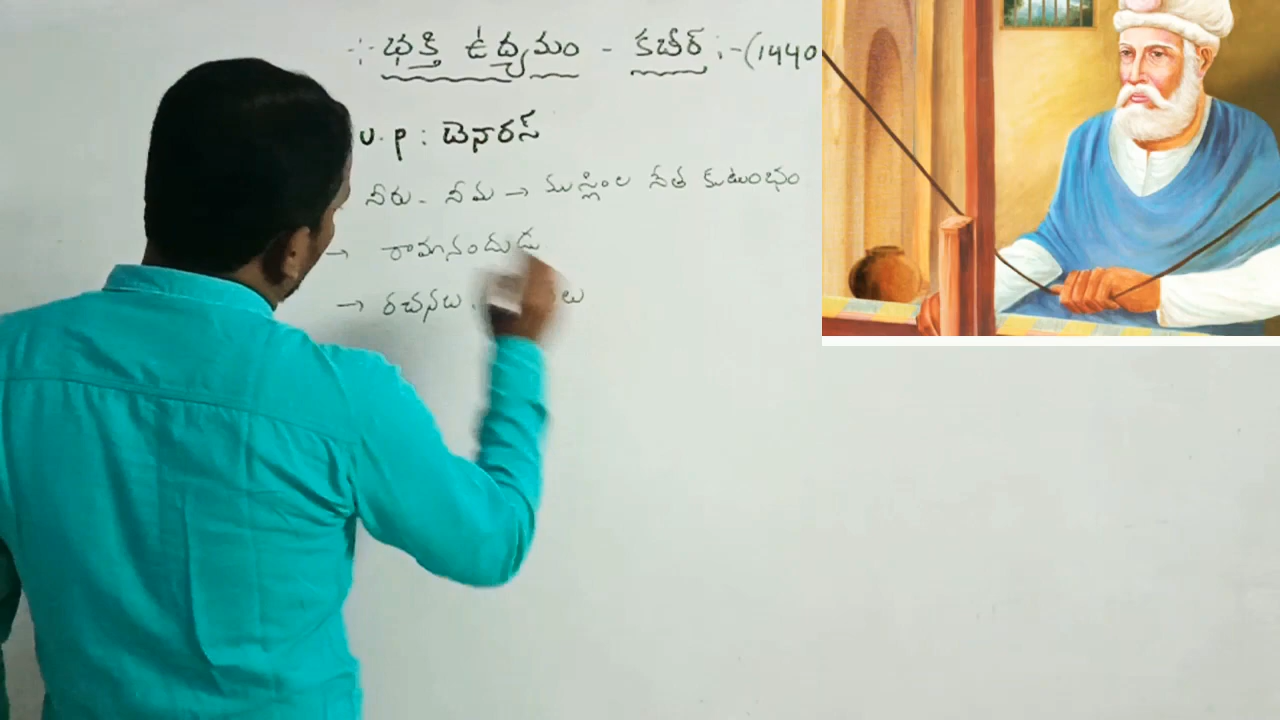 :- భక్తి ఉద్యమం - కబీర్ :- (1440
U.P : బెనారస్
నీరు - నీమ → ముస్లింల నేత కుటుంభం
→ రామానందుడు
→ రచనలు